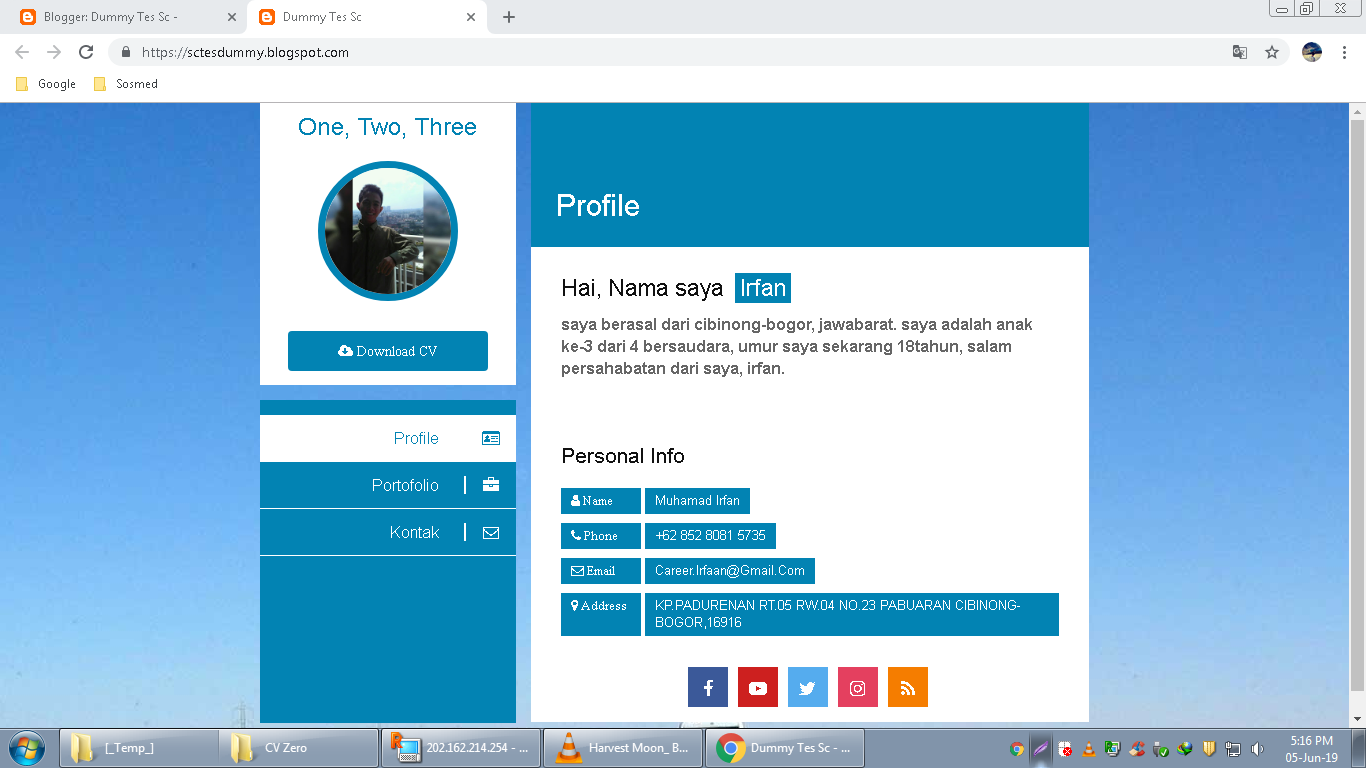 Blogger: Dummy Tes Sc -
Dummy Tes Sc
https://sctesdummy.blogspot.com
Google
Sosmed
One, Two, Three
Download CV
Profile
Portofolio
Kontak
Profile
Hai, Nama saya Irfan
saya berasal dari cibinong-bogor, jawabarat. saya adalah anak
ke-3 dari 4 bersaudara, umur saya sekarang 18tahun, salam
persahabatan dari saya, irfan.
Personal Info
Name Muhamad Irfan
Phone +62 852 8081 5735
Email Career.Irfaan@Gmail.Com
Address KP.PADURENAN RT.05 RW.04 NO.23 PABUARAN CIBINONG-
BOGOR,16916
[_Temp_]
CV Zero
202.162.214.254 - ...
Harvest Moon_ B...
Dummy Tes Sc - ...
5:16 PM
05-Jun-19